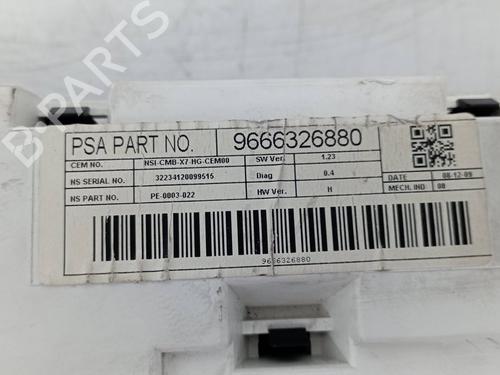 PSA PART NO. 9666326880
CEM NO. NSI-CMB-X7-HG-CEM00 SW Ver. 1.23
NS SERIAL NO. 32234120099515 Diag 0.4 DATE 08-12-09
NS PART NO. PE-0003-022 HW Ver. H MECH. IND 00
9666326880
B-PARTS